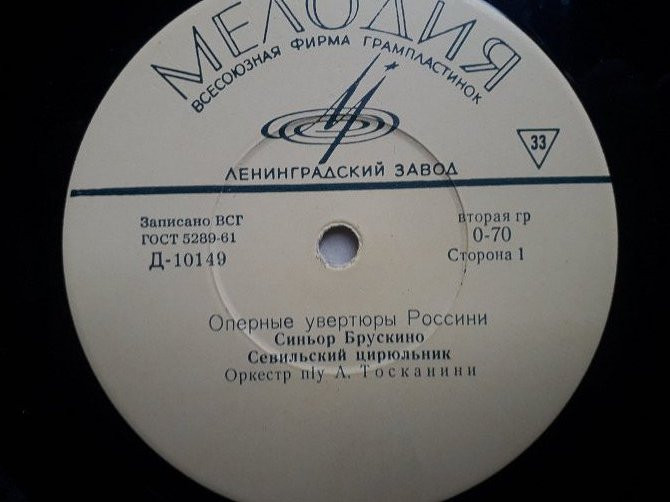 МЕЛОДИЯ
ВСЕСОЮЗНАЯ ФИРМА ГРАМПЛАСТИНОК
33
ЛЕНИНГРАДСКИЙ ЗАВОД
Записано ВСГ
ГОСТ 5289-61
Д-10149
вторая гр
0-70
Сторона 1
Оперные увертюры Россини
Синьор Брускино
Севильский цирюльник
Оркестр п/у А. Тосканини